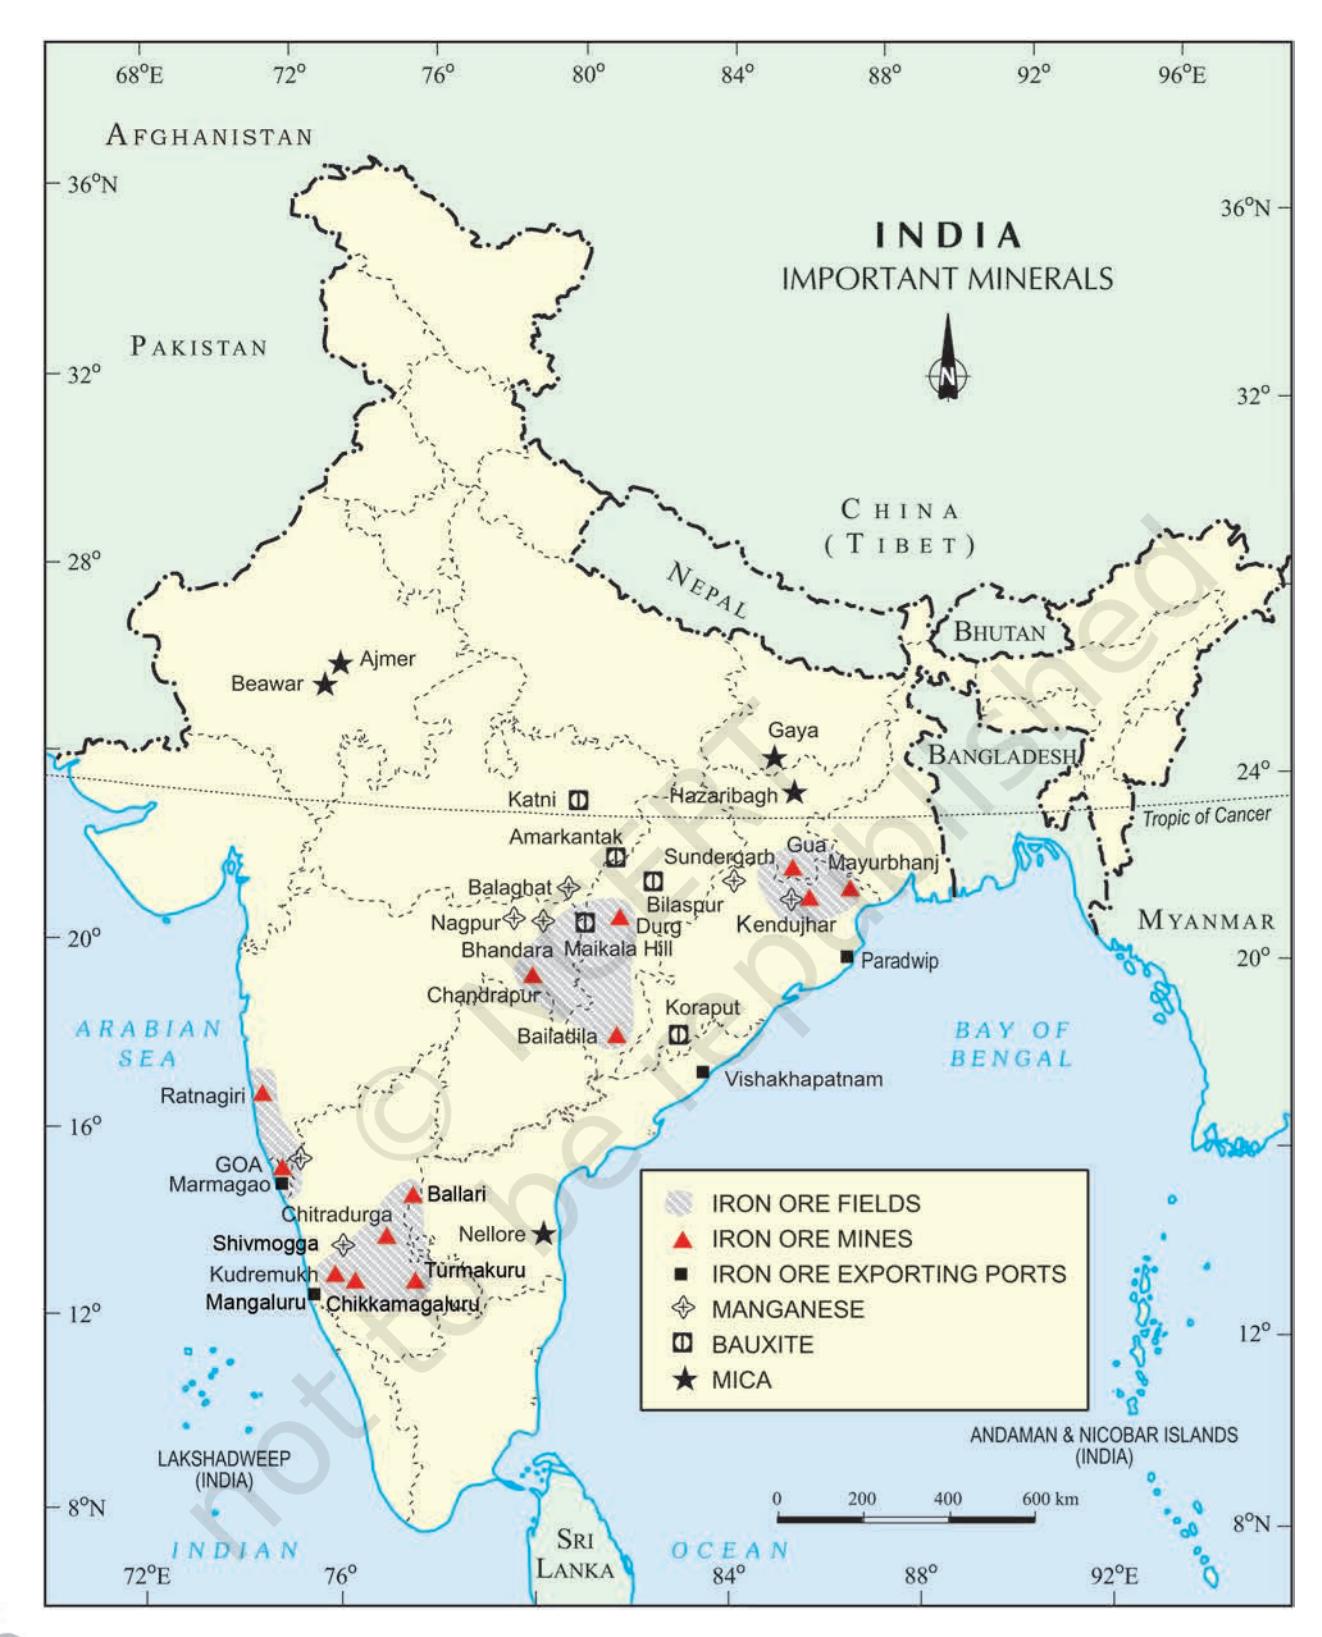 68°E 72° 76° 80° 84° 88° 92° 96°E
AFGHANISTAN
36°N
36°N
INDIA
IMPORTANT MINERALS
N
PAKISTAN
32°
32°
CHINA
(TIBET)
28°
NEPAL
BHUTAN
Ajmer
Beawar
Gaya
BANGLADESH
24°
Katni
Hazaribagh
Tropic of Cancer
Amarkantak
Sundergarh
Gua
Mayurbhanj
Balaghat
Bilaspur
Nagpur
Durg
Kendujhar
MYANMAR
20°
Bhandara
Maikala Hill
Paradwip
20°
Chandrapur
Koraput
ARABIAN
SEA
Bailadila
BAY OF
BENGAL
Vishakhapatnam
Ratnagiri
16°
GOA
Marmagao
Ballari
Chitradurga
Shivmogga
Nellore
Kudremukh
Turmakuru
Mangaluru
Chikkamagaluru
12°
12°
IRON ORE FIELDS
IRON ORE MINES
IRON ORE EXPORTING PORTS
MANGANESE
BAUXITE
MICA
LAKSHADWEEP
(INDIA)
ANDAMAN & NICOBAR ISLANDS
(INDIA)
0 200 400 600 km
8°N
8°N
INDIAN
OCEAN
SRI
LANKA
72°E 76° 84° 88° 92°E
© NCERT
not to be republished